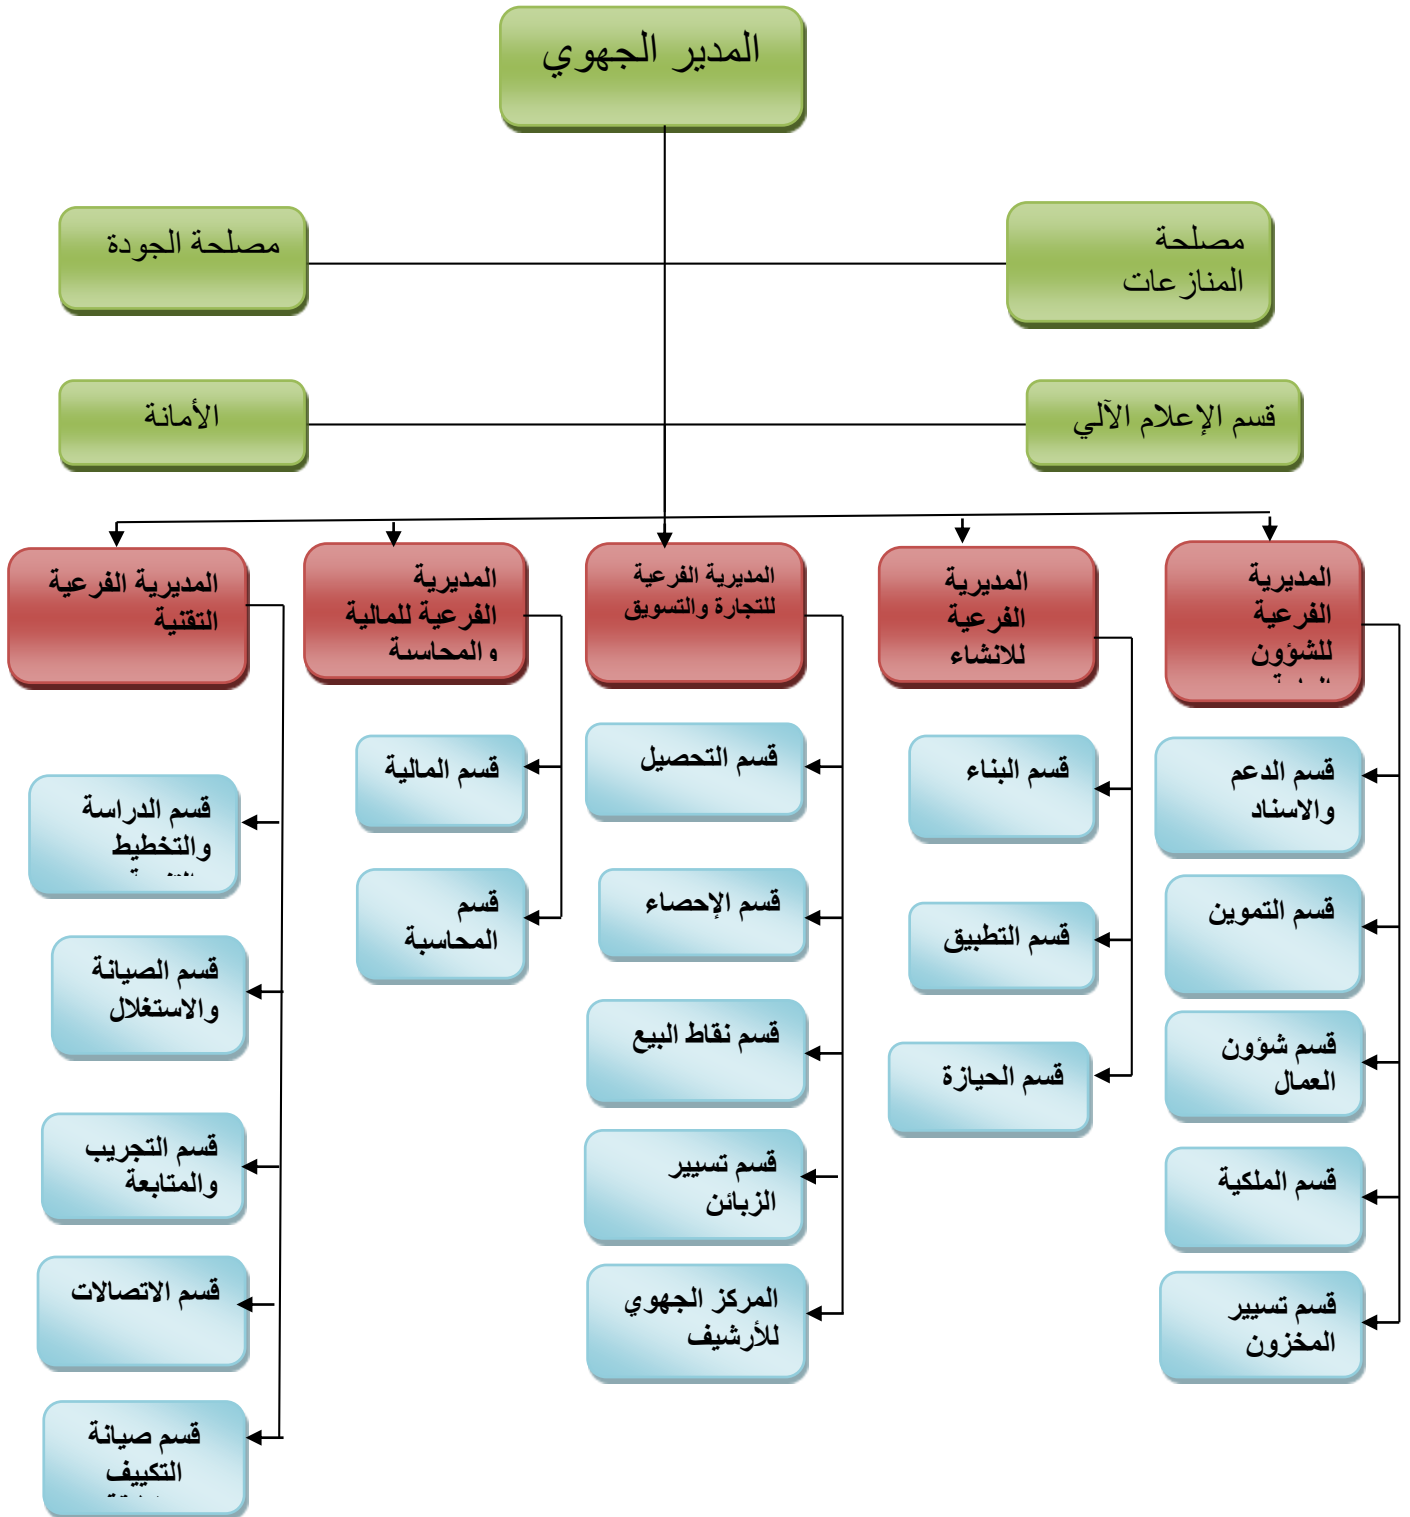 المدير الجهوي
مصلحة
المنازعات
مصلحة الجودة
قسم الإعلام الآلي
الأمانة
المديرية
الفرعية
للشؤون
المديرية
الفرعية
للانشاء
المديرية الفرعية
للتجارة والتسويق
المديرية
الفرعية للمالية
والمحاسبة
المديرية الفرعية
التقنية
قسم الدعم
والاسناد
قسم التموين
قسم شؤون
العمال
قسم الملكية
قسم تسيير
المخزون
قسم البناء
قسم التطبيق
قسم الحيازة
قسم التحصيل
قسم الإحصاء
قسم نقاط البيع
قسم تسيير
الزبائن
المركز الجهوي
للأرشيف
قسم المالية
قسم
المحاسبة
قسم الدراسة
والتخطيط
قسم الصيانة
والاستغلال
قسم التجريب
والمتابعة
قسم الاتصالات
قسم صيانة
التكييف